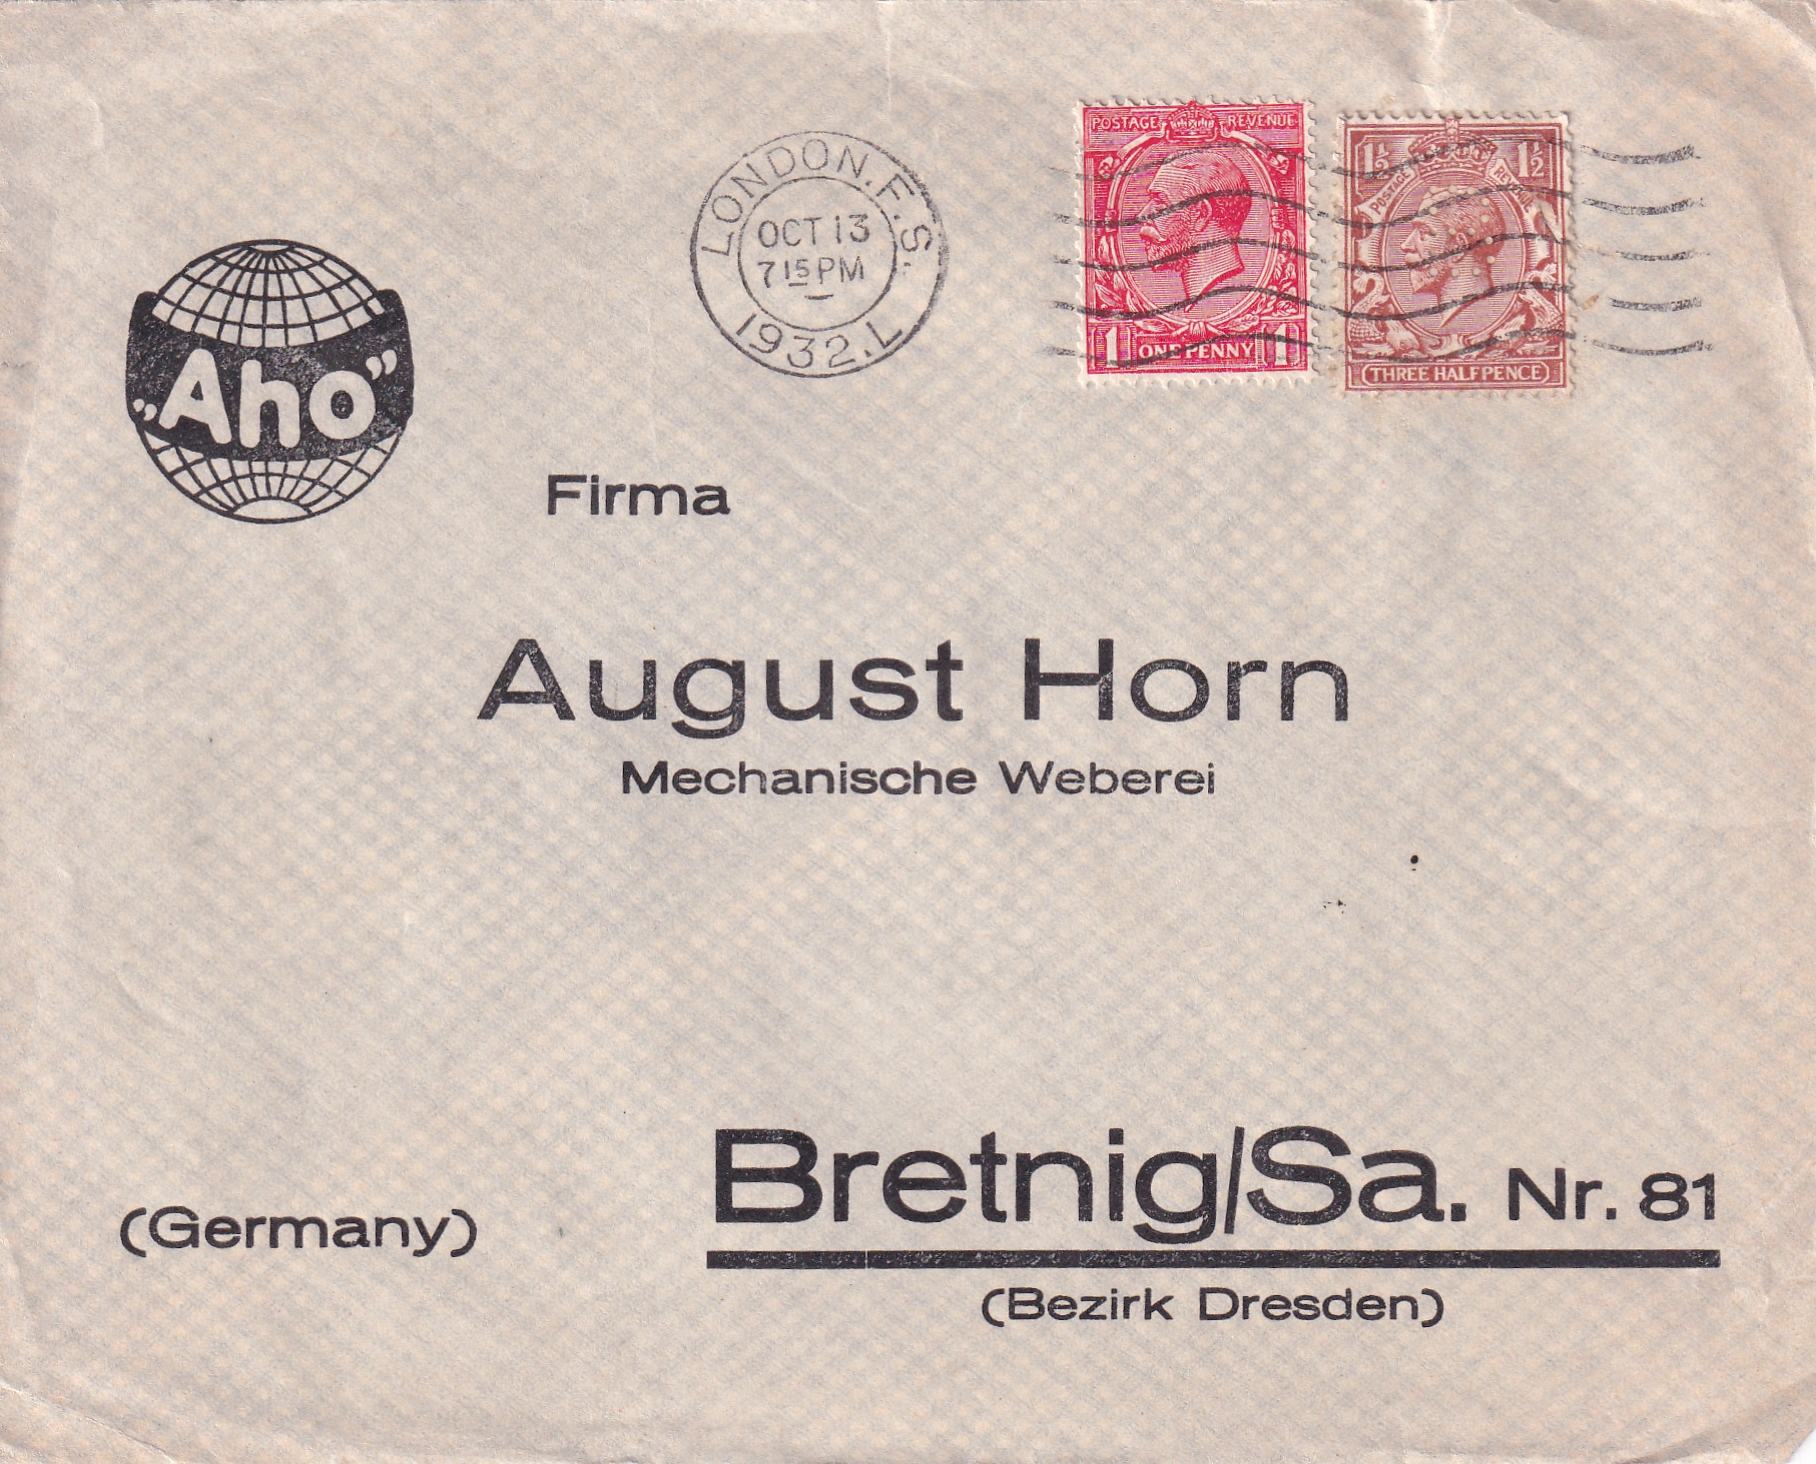 LONDON.F.S.
OCT 13
7 15 PM
1932.L
POSTAGE REVENUE
1 ONE PENNY 1
1½ 1½
POSTAGE REVENUE
THREE HALFPENCE
„Aho”
Firma
August Horn
Mechanische Weberei
Bretnig/Sa. Nr. 81
(Germany)
(Bezirk Dresden)